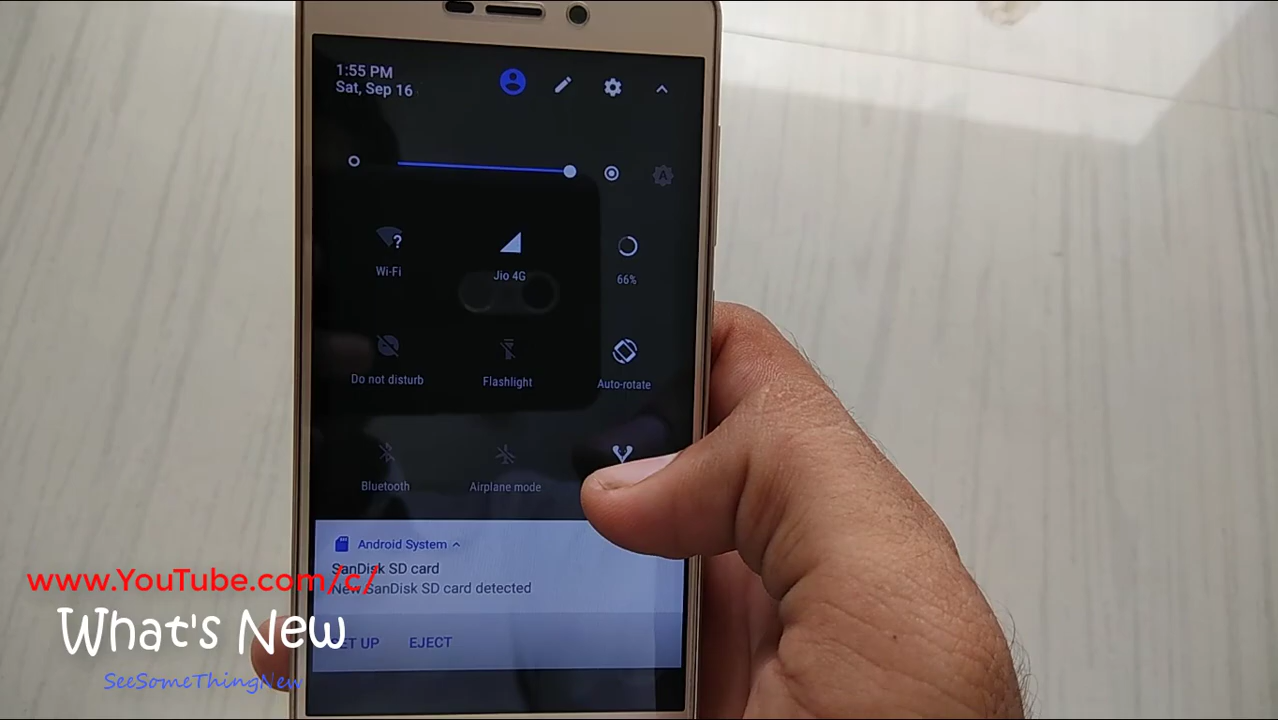 1:55 PM
Sat, Sep 16
A
? 
Wi-Fi
Jio 4G
66%
Do not disturb
Flashlight
Auto-rotate
Bluetooth
Airplane mode
Android System
SanDisk SD card
New SanDisk SD card detected
EJECT
www.YouTube.com/c/
What's New
SeeSomeThingNew